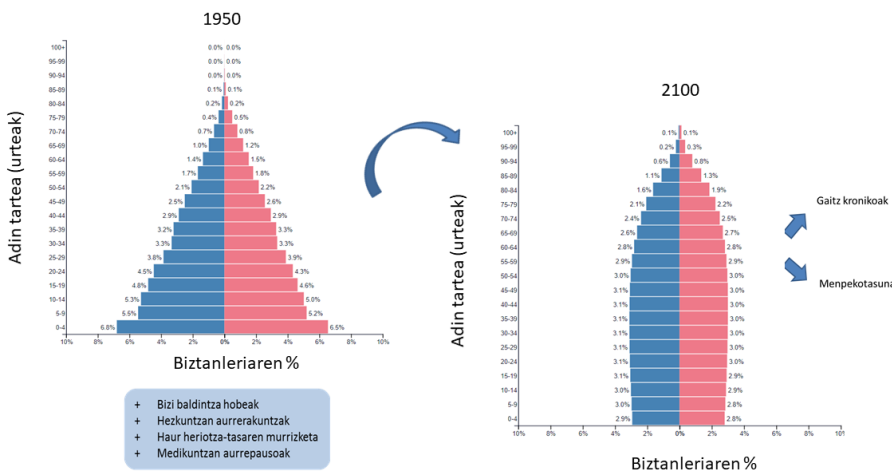 1950
100+ 0.0% 0.0%
95-99 0.0% 0.0%
90-94 0.0% 0.0%
85-89 0.1% 0.1%
80-84 0.2% 0.2%
75-79 0.4% 0.5%
70-74 0.7% 0.8%
65-69 1.0% 1.2%
60-64 1.4% 1.6%
55-59 1.7% 1.8%
50-54 2.1% 2.2%
45-49 2.5% 2.6%
40-44 2.9% 2.9%
35-39 3.2% 3.3%
30-34 3.3% 3.3%
25-29 3.8% 3.9%
20-24 4.5% 4.3%
15-19 4.8% 4.6%
10-14 5.3% 5.0%
5-9 5.5% 5.2%
0-4 6.8% 6.5%
10% 8% 6% 4% 2% 0% 2% 4% 6% 8% 10%
Adin tartea (urteak)
Biztanleriaren %
+ Bizi baldintza hobeak
+ Hezkuntzan aurrerakuntzak
+ Haur heriotza-tasaren murrizketa
+ Medikuntzan aurrepausoak
2100
100+ 0.1% 0.1%
95-99 0.2% 0.3%
90-94 0.6% 0.8%
85-89 1.1% 1.3%
80-84 1.6% 1.9%
75-79 2.1% 2.2%
70-74 2.4% 2.5%
65-69 2.6% 2.7%
60-64 2.8% 2.8%
55-59 2.9% 2.9%
50-54 3.0% 3.0%
45-49 3.1% 3.0%
40-44 3.1% 3.0%
35-39 3.1% 3.0%
30-34 3.1% 3.0%
25-29 3.1% 3.0%
20-24 3.1% 3.0%
15-19 3.1% 2.9%
10-14 3.0% 2.9%
5-9 3.0% 2.8%
0-4 2.9% 2.8%
10% 8% 6% 4% 2% 0% 2% 4% 6% 8% 10%
Adin tartea (urteak)
Biztanleriaren %
Gaitz kronikoak
Menpekotasuna